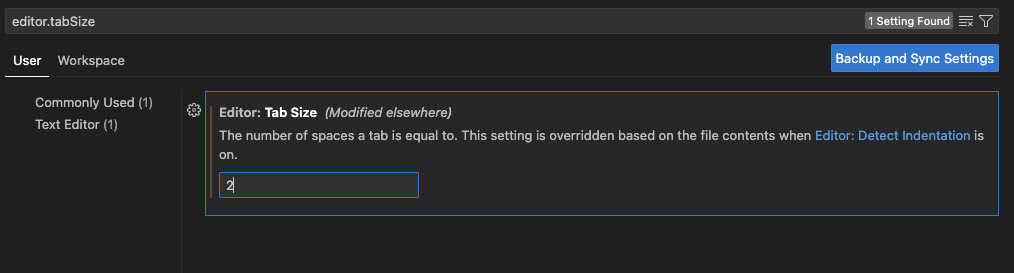 editor.tabSize
1 Setting Found
User
Workspace
Backup and Sync Settings
Commonly Used (1)
Text Editor (1)
Editor: Tab Size (Modified elsewhere)
The number of spaces a tab is equal to. This setting is overridden based on the file contents when Editor: Detect Indentation is
on.
2